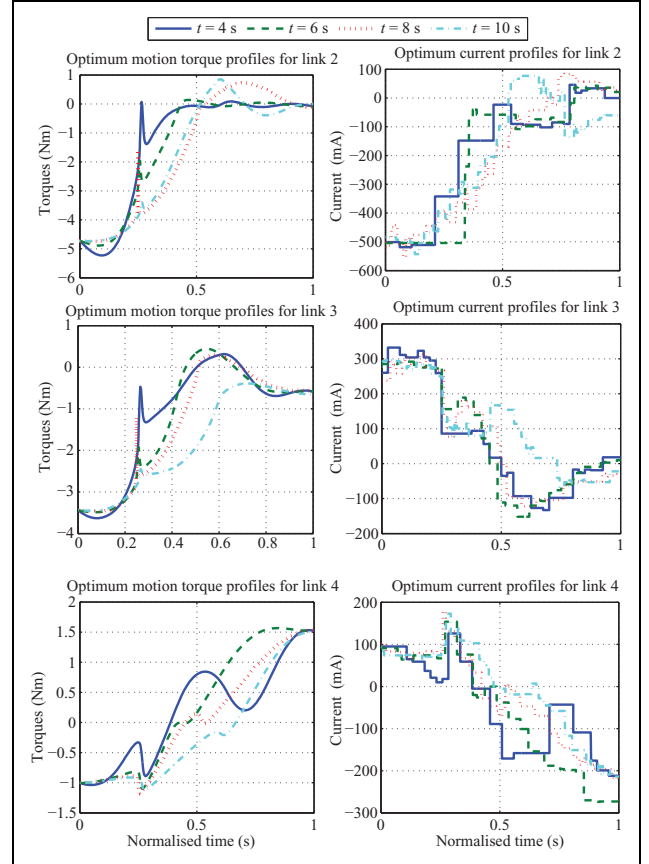 t = 4 s t = 6 s t = 8 s t = 10 s
Optimum motion torque profiles for link 2
Torques (Nm)
1
0
−1
−2
−3
−4
−5
−6
0 0.5 1
Optimum current profiles for link 2
Current (mA)
100
0
−100
−200
−300
−400
−500
−600
0 0.5 1
Optimum motion torque profiles for link 3
Torques (Nm)
1
0
−1
−2
−3
−4
0 0.2 0.4 0.6 0.8 1
Optimum current profiles for link 3
Current (mA)
400
300
200
100
0
−100
−200
0 0.5 1
Optimum motion torque profiles for link 4
Torques (Nm)
2
1.5
1
0.5
0
−0.5
−1
−1.5
0 0.5 1
Normalised time (s)
Optimum current profiles for link 4
Current (mA)
200
100
0
−100
−200
−300
0 0.5 1
Normalised time (s)